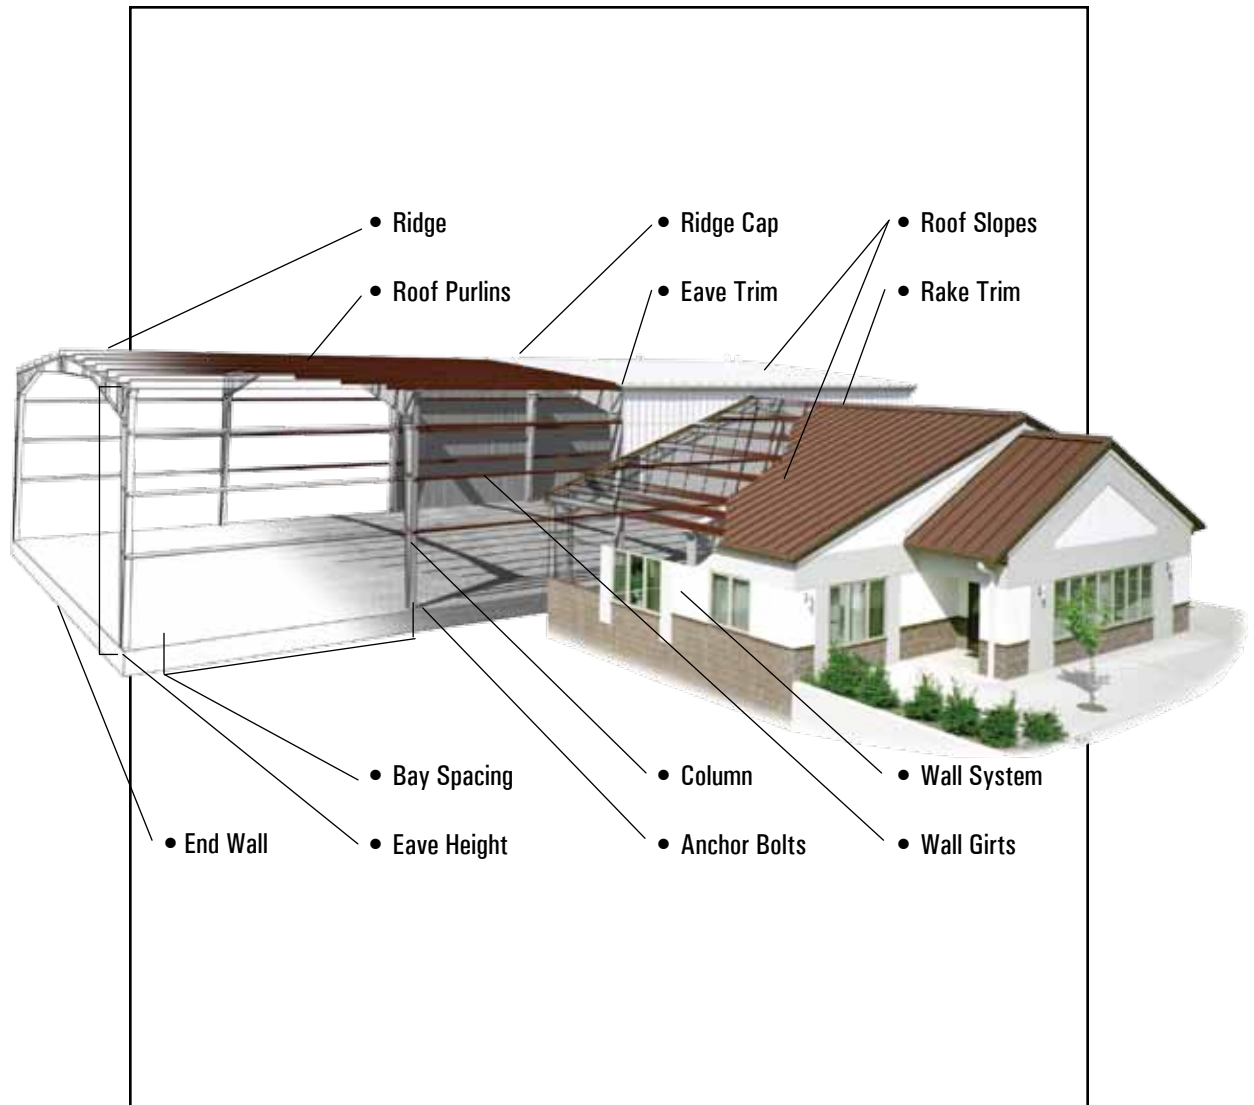 • Ridge
• Ridge Cap
• Roof Slopes
• Roof Purlins
• Eave Trim
• Rake Trim
• Bay Spacing
• Column
• Wall System
• End Wall
• Eave Height
• Anchor Bolts
• Wall Girts